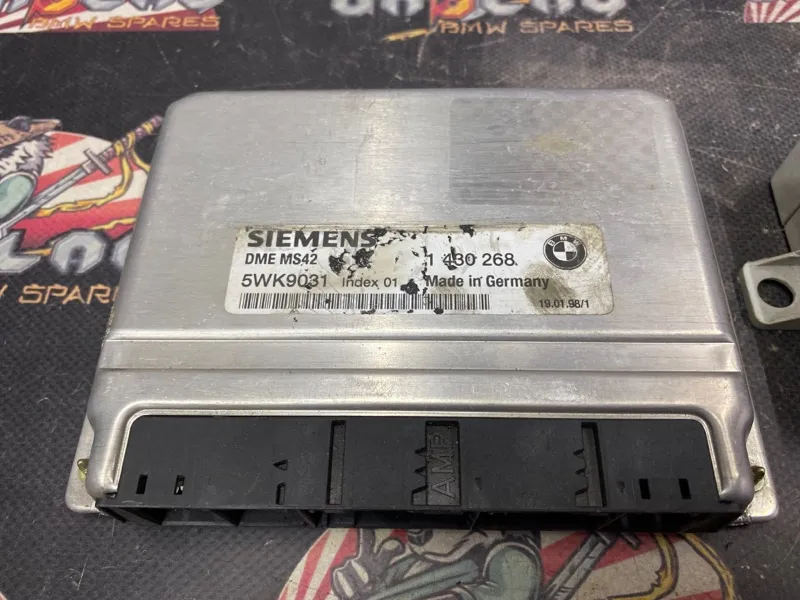 BMW SPARES
BMW SPARES
SIEMENS
DME MS42
1 430 268
BMW
5WK9031 Index 01
Made in Germany
19.01.98/1
AMP